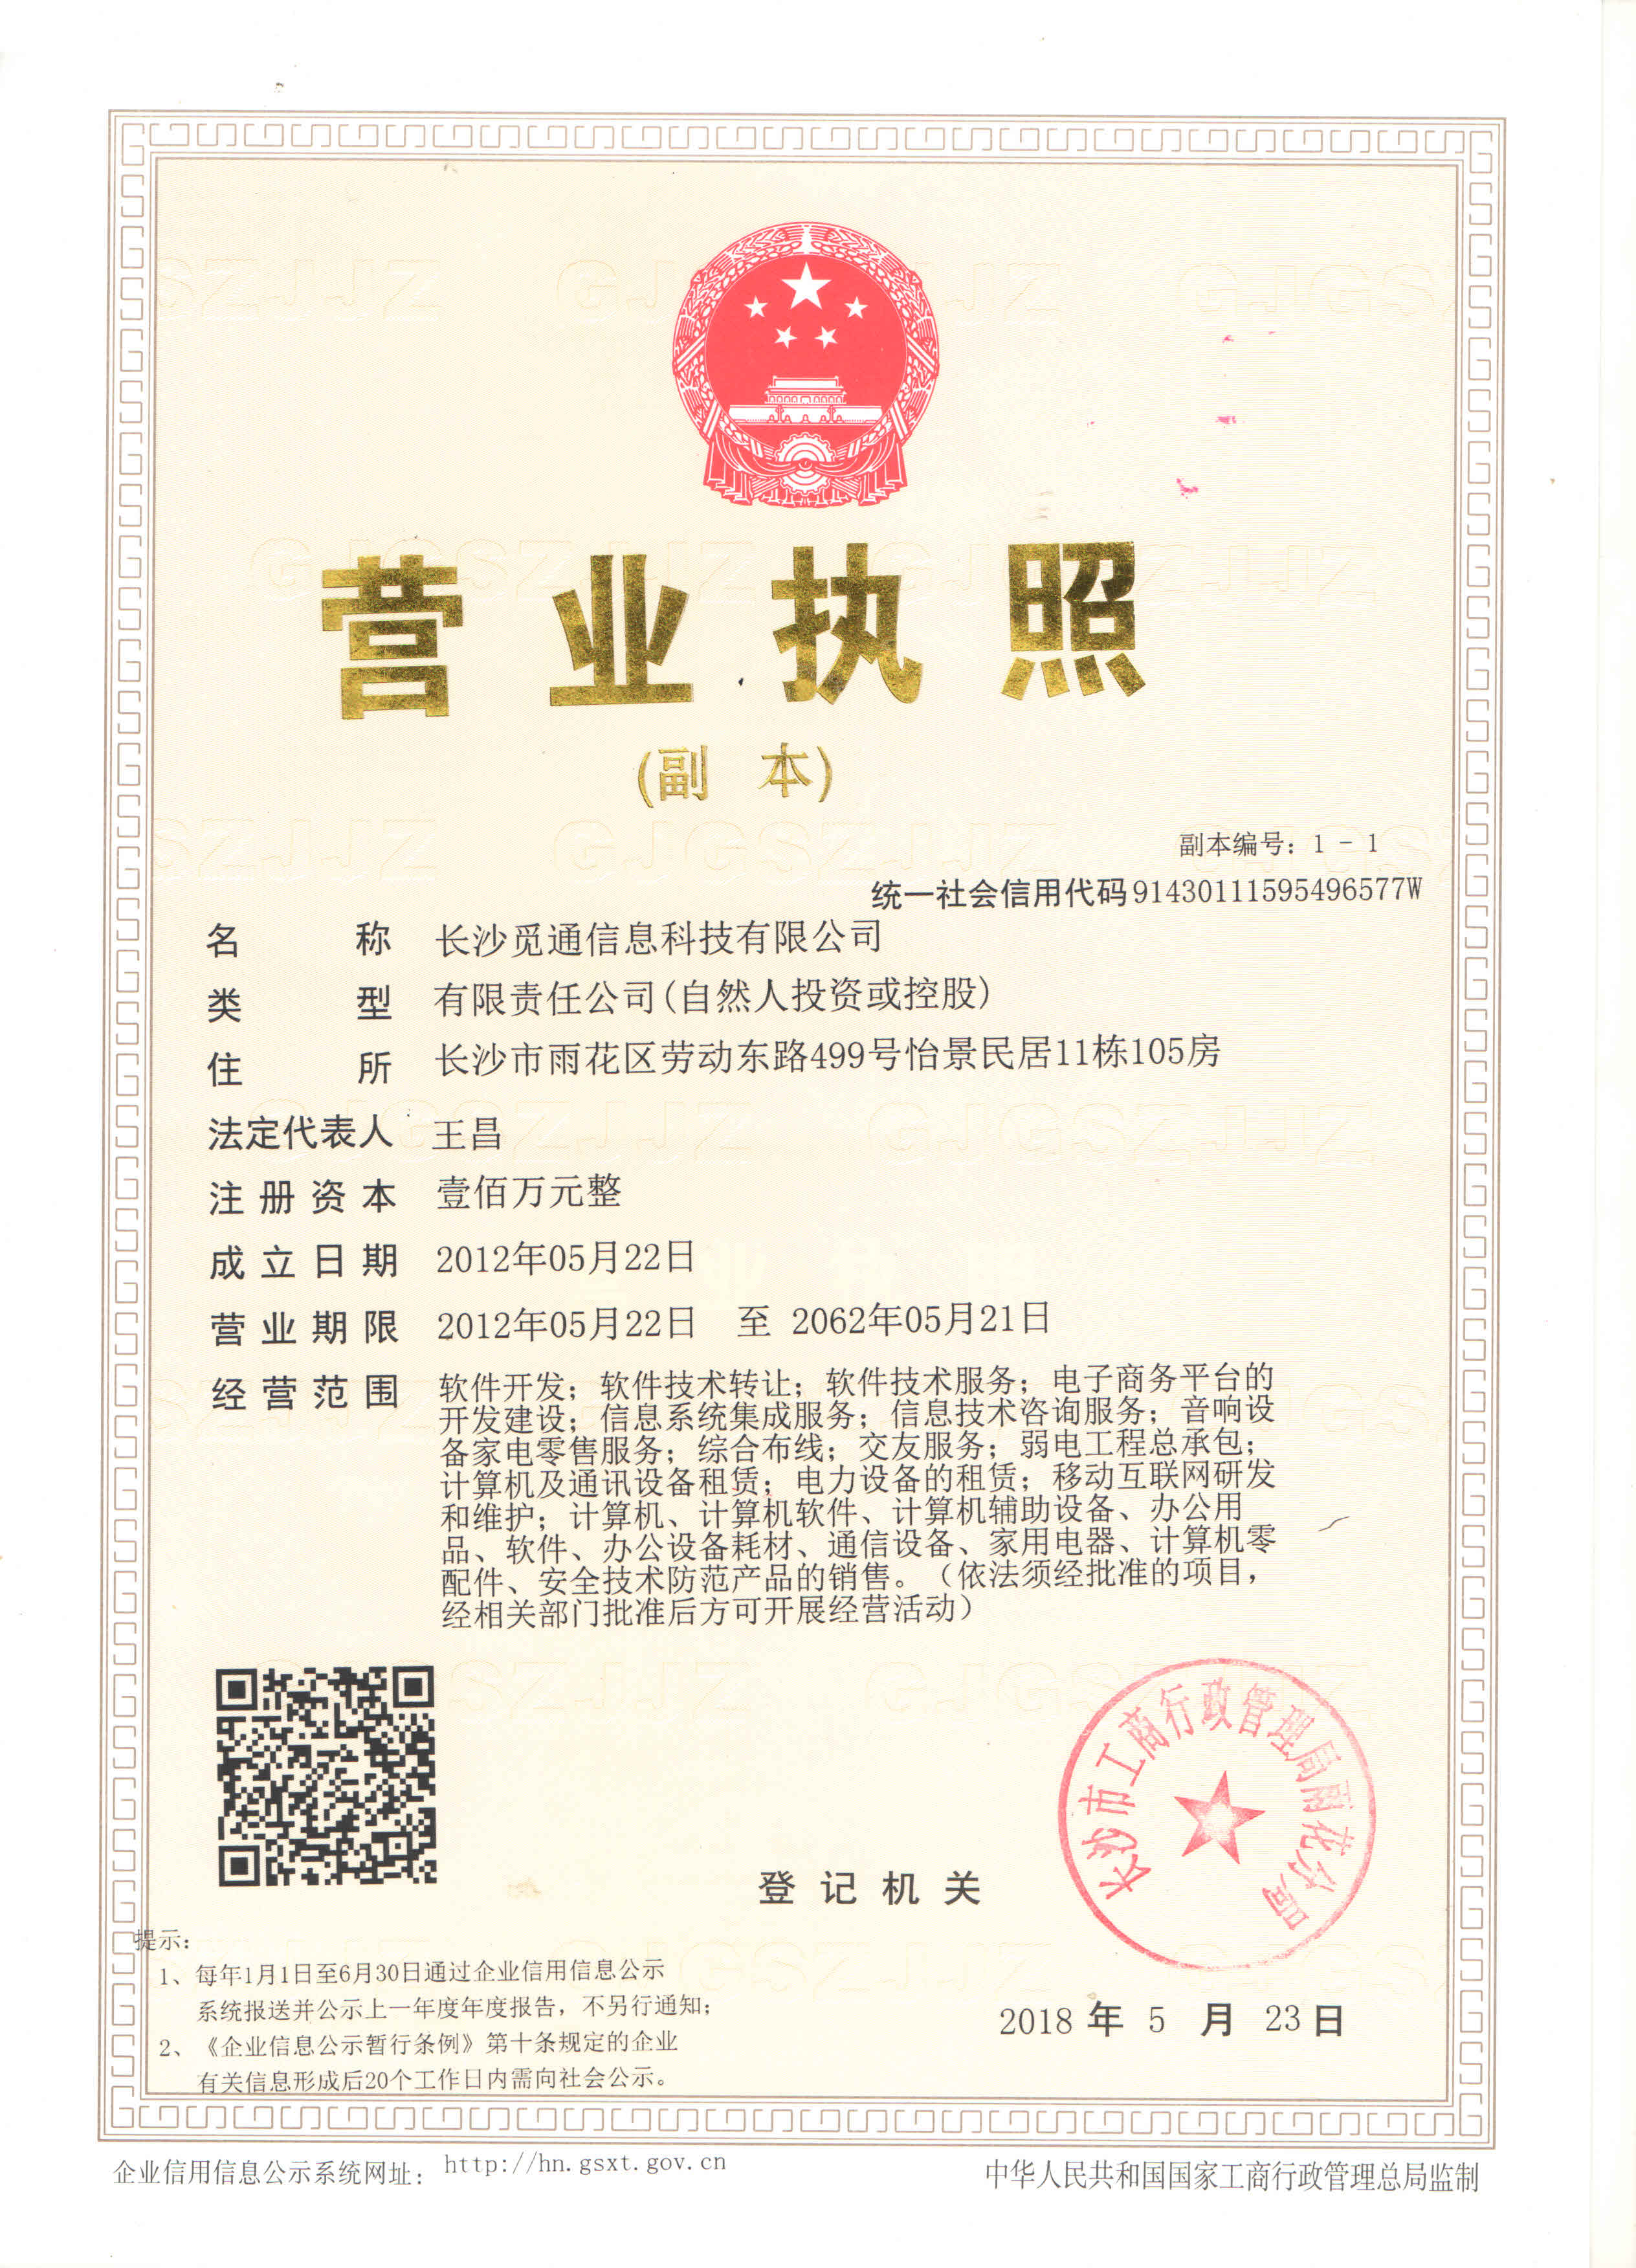 营业执照
(副 本)
副本编号：1 - 1
统一社会信用代码91430111595496577W
名 称 长沙觅通信息科技有限公司
类 型 有限责任公司(自然人投资或控股)
住 所 长沙市雨花区劳动东路499号怡景民居11栋105房
法定代表人 王昌
注册资本 壹佰万元整
成立日期 2012年05月22日
营业期限 2012年05月22日 至 2062年05月21日
经营范围 软件开发；软件技术转让；软件技术服务；电子商务平台的
开发建设；信息系统集成服务；信息技术咨询服务；音响设
备家电零售服务；综合布线；交友服务；弱电工程总承包；
计算机及通讯设备租赁；电力设备的租赁；移动互联网研发
和维护；计算机、计算机软件、计算机辅助设备、办公用
品、软件、办公设备耗材、通信设备、家用电器、计算机零
配件、安全技术防范产品的销售。（依法须经批准的项目，
经相关部门批准后方可开展经营活动）
长沙市工商行政管理局雨花分局
登记机关
提示：
1、每年1月1日至6月30日通过企业信用信息公示
系统报送并公示上一年度年度报告，不另行通知；
2、《企业信息公示暂行条例》第十条规定的企业
有关信息形成后20个工作日内需向社会公示。
2018 年 5 月 23 日
企业信用信息公示系统网址：http://hn.gsxt.gov.cn
中华人民共和国国家工商行政管理总局监制